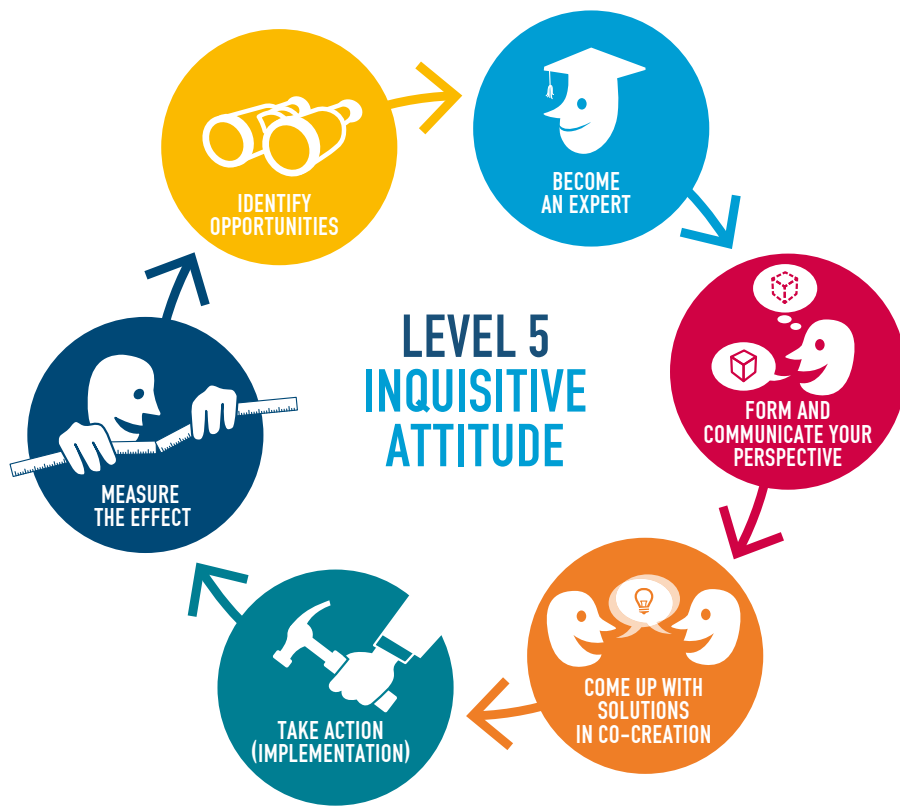 LEVEL 5
INQUISITIVE
ATTITUDE
IDENTIFY
OPPORTUNITIES
BECOME
AN EXPERT
FORM AND
COMMUNICATE YOUR
PERSPECTIVE
COME UP WITH
SOLUTIONS
IN CO-CREATION
TAKE ACTION
(IMPLEMENTATION)
MEASURE
THE EFFECT